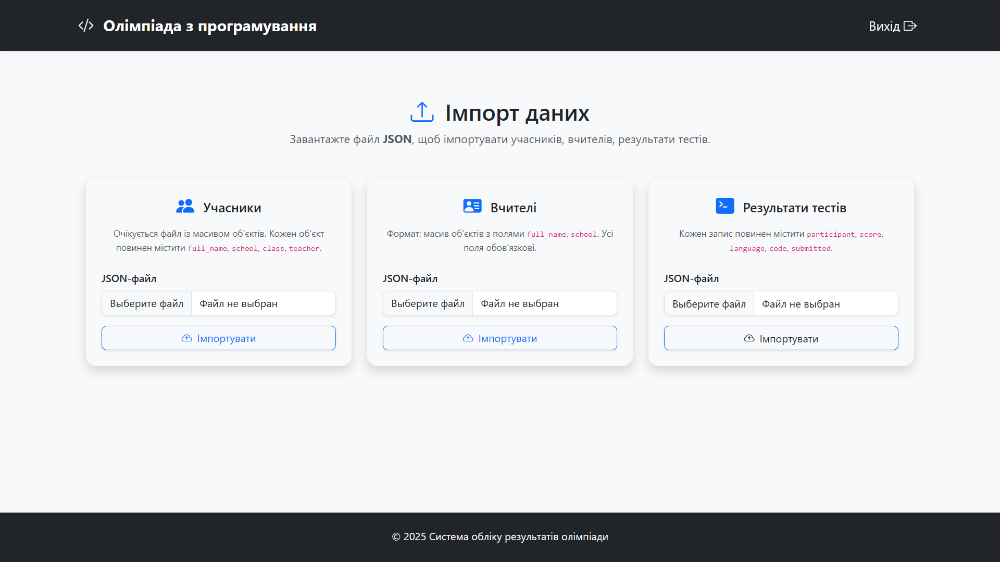 Олімпіада з програмування
Вихід
Імпорт даних
Завантажте файл JSON, щоб імпортувати учасників, вчителів, результати тестів.
Учасники
Очікується файл із масивом об’єктів. Кожен об’єкт
повинен містити full_name, school, class, teacher.
JSON-файл
Выберите файл Файл не выбран
Імпортувати
Вчителі
Формат: масив об’єктів з полями full_name, school. Усі
поля обов’язкові.
JSON-файл
Выберите файл Файл не выбран
Імпортувати
Результати тестів
Кожен запис повинен містити participant, score,
language, code, submitted.
JSON-файл
Выберите файл Файл не выбран
Імпортувати
© 2025 Система обліку результатів олімпіади